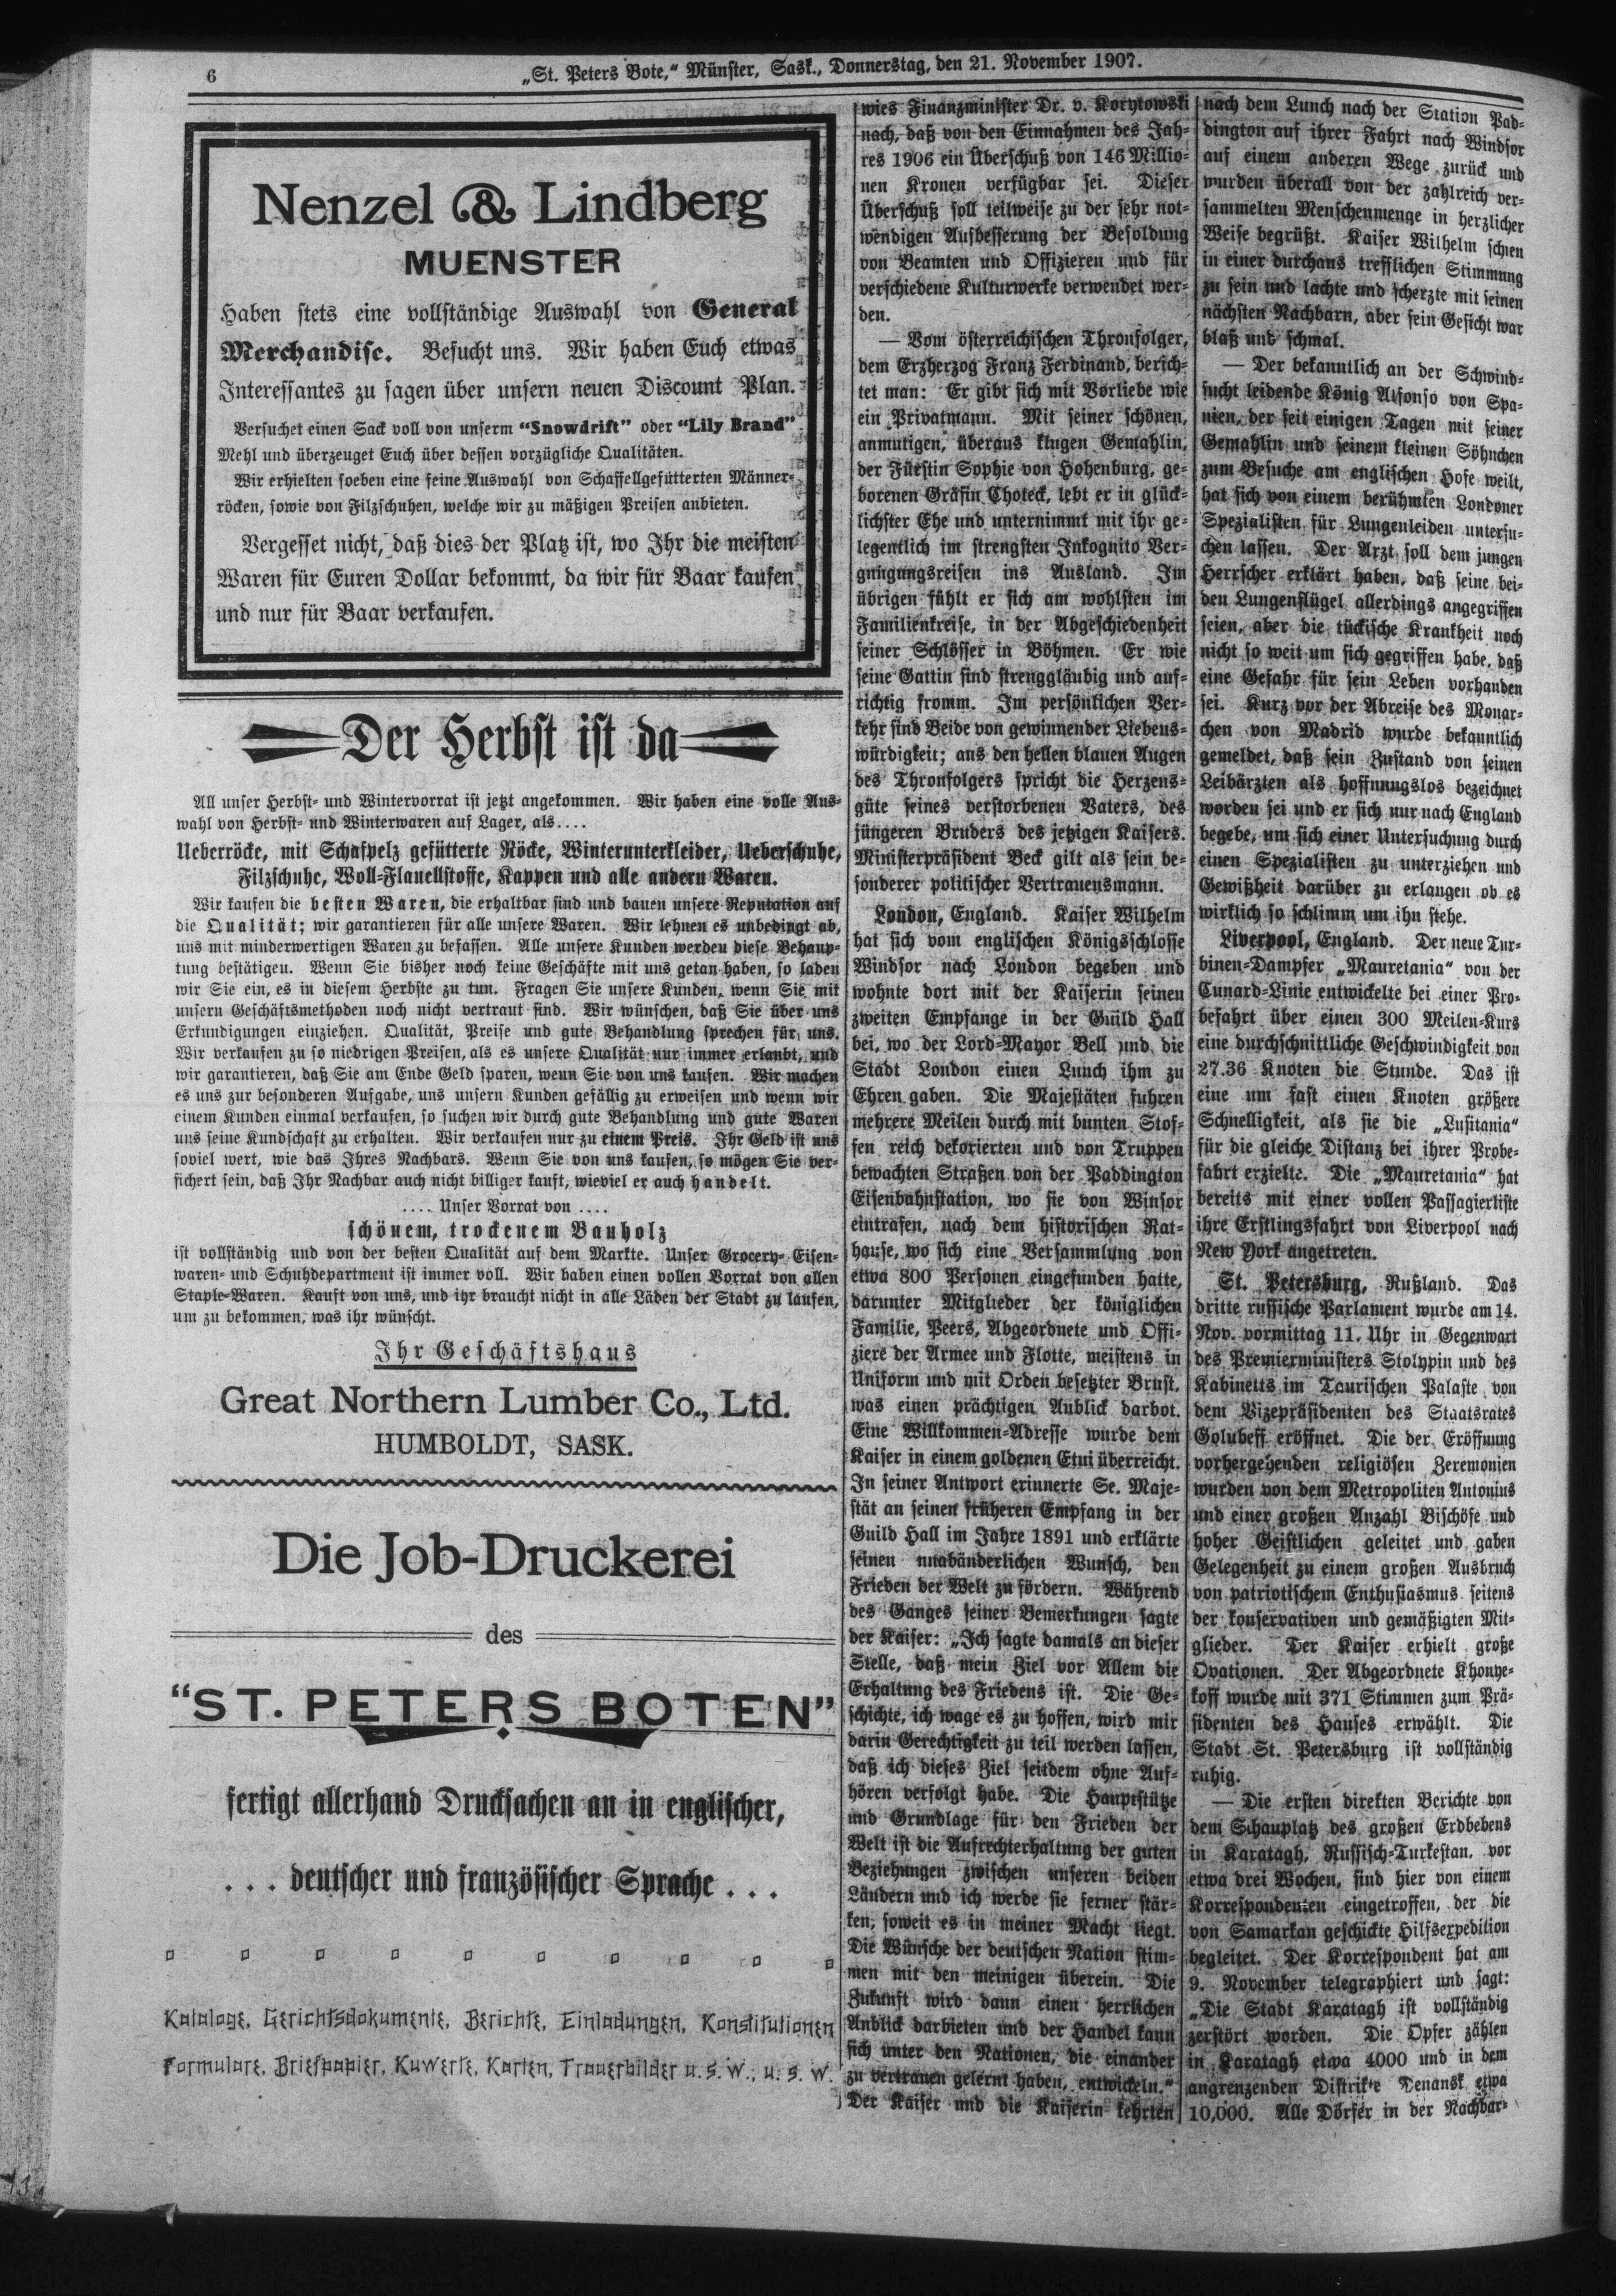 6
„St. Peters Bote,“ Münster, Sask., Donnerstag, den 21. November 1907.
Nenzel & Lindberg
MUENSTER
Haben stets eine vollständige Auswahl von General
Merchandise. Besucht uns. Wir haben Euch etwas
Interessantes zu sagen über unsern neuen Discount Plan.
Versuchet einen Sack voll von unserm “Snowdrift” oder “Lily Brand”
Mehl und überzeuget Euch über dessen vorzügliche Qualitäten.
Wir erhielten soeben eine feine Auswahl von Schaffellgefütterten Männer-
röcken, sowie von Filzschuhen, welche wir zu mäßigen Preisen anbieten.
Vergesset nicht, daß dies der Platz ist, wo Ihr die meisten
Waren für Euren Dollar bekommt, da wir für Baar kaufen
und nur für Baar verkaufen.
Der Herbst ist da
All unser Herbst- und Wintervorrat ist jetzt angekommen. Wir haben eine volle Aus-
wahl von Herbst- und Winterwaren auf Lager, als....
Ueberröcke, mit Schafpelz gefütterte Röcke, Winterunterkleider, Ueberschuhe,
Filzschuhe, Woll-Flanellstoffe, Kappen und alle andern Waren.
Wir kaufen die besten Waren, die erhaltbar sind und bauen unsere Reputation auf
die Qualität; wir garantieren für alle unsere Waren. Wir lehnen es unbedingt ab,
uns mit minderwertigen Waren zu befassen. Alle unsere Kunden werden diese Behaup-
tung bestätigen. Wenn Sie bisher noch keine Geschäfte mit uns getan haben, so laden
wir Sie ein, es in diesem Herbste zu tun. Fragen Sie unsere Kunden, wenn Sie mit
unsern Geschäftsmethoden noch nicht vertraut sind. Wir wünschen, daß Sie über uns
Erkundigungen einziehen. Qualität, Preise und gute Behandlung sprechen für uns.
Wir verkaufen zu so niedrigen Preisen, als es unsere Qualität nur immer erlaubt, und
wir garantieren, daß Sie am Ende Geld sparen, wenn Sie von uns kaufen. Wir machen
es uns zur besonderen Aufgabe, uns unsern Kunden gefällig zu erweisen und wenn wir
einem Kunden einmal verkaufen, so suchen wir durch gute Behandlung und gute Waren
uns seine Kundschaft zu erhalten. Wir verkaufen nur zu einem Preis. Ihr Geld ist uns
soviel wert, wie das Ihres Nachbars. Wenn Sie von uns kaufen, so mögen Sie ver-
sichert sein, daß Ihr Nachbar auch nicht billiger kauft, wieviel er auch handelt.
.... Unser Vorrat von ....
schönem, trockenem Bauholz
ist vollständig und von der besten Qualität auf dem Markte. Unser Grocery- Eisen-
waren- und Schuhdepartment ist immer voll. Wir haben einen vollen Vorrat von allen
Staple-Waren. Kauft von uns, und ihr braucht nicht in alle Läden der Stadt zu laufen,
um zu bekommen, was ihr wünscht.
Ihr Geschäftshaus
Great Northern Lumber Co., Ltd.
HUMBOLDT, SASK.
Die Job-Druckerei
des
“ST. PETERS BOTEN”
fertigt allerhand Drucksachen an in englischer,
... deutscher und französischer Sprache ...
Kataloge, Gerichtsdokumente, Berichte, Einladungen, Konstitutionen
Formulare, Briefpapier, Kuwerte, Karten, Trauerbilder u. s. w., u. s. w.
wies Finanzminister Dr. v. Korytowski
nach, daß von den Einnahmen des Jah-
res 1906 ein Überschuß von 146 Millio-
nen Kronen verfügbar sei. Dieser
Überschuß soll teilweise zu der sehr not-
wendigen Aufbesserung der Besoldung
von Beamten und Offizieren und für
verschiedene Kulturwerke verwendet wer-
den.
— Vom österreichischen Thronfolger,
dem Erzherzog Franz Ferdinand, berich-
tet man: Er gibt sich mit Vorliebe wie
ein Privatmann. Mit seiner schönen,
anmutigen, überaus klugen Gemahlin,
der Fürstin Sophie von Hohenburg, ge-
borenen Gräfin Choteck, lebt er in glück-
lichster Ehe und unternimmt mit ihr ge-
legentlich im strengsten Inkognito Ver-
gnügungsreisen ins Ausland. Im
übrigen fühlt er sich am wohlsten im
Familienkreise, in der Abgeschiedenheit
seiner Schlösser in Böhmen. Er wie
seine Gattin sind strenggläubig und auf-
richtig fromm. Im persönlichen Ver-
kehr sind Beide von gewinnender Liebens-
würdigkeit; aus den hellen blauen Augen
des Thronfolgers spricht die Herzens-
güte seines verstorbenen Vaters, des
jüngeren Bruders des jetzigen Kaisers.
Ministerpräsident Beck gilt als sein be-
sonderer politischer Vertrauensmann.
London, England. Kaiser Wilhelm
hat sich vom englischen Königsschlosse
Windsor nach London begeben und
wohnte dort mit der Kaiserin seinen
zweiten Empfange in der Guild Hall
bei, wo der Lord-Mayor Bell und die
Stadt London einen Lunch ihm zu
Ehren gaben. Die Majestäten fuhren
mehrere Meilen durch mit bunten Stof-
fen reich dekorierten und von Truppen
bewachten Straßen von der Paddington
Eisenbahnstation, wo sie von Winsor
eintrafen, nach dem historischen Rat-
hause, wo sich eine Versammlung von
etwa 800 Personen eingefunden hatte,
darunter Mitglieder der königlichen
Familie, Peers, Abgeordnete und Offi-
ziere der Armee und Flotte, meistens in
Uniform und mit Orden besetzter Brust,
was einen prächtigen Anblick darbot.
Eine Willkommen-Adresse wurde dem
Kaiser in einem goldenen Etui überreicht.
In seiner Antwort erinnerte Se. Maje-
stät an seinen früheren Empfang in der
Guild Hall im Jahre 1891 und erklärte
seinen unabänderlichen Wunsch, den
Frieden der Welt zu fördern. Während
des Ganges seiner Bemerkungen sagte
der Kaiser: „Ich sagte damals an dieser
Stelle, daß mein Ziel vor Allem die
Erhaltung des Friedens ist. Die Ge-
schichte, ich wage es zu hoffen, wird mir
darin Gerechtigkeit zu teil werden lassen,
daß ich dieses Ziel seitdem ohne Auf-
hören verfolgt habe. Die Hauptstütze
und Grundlage für den Frieden der
Welt ist die Aufrechterhaltung der guten
Beziehungen zwischen unseren beiden
Ländern und ich werde sie ferner stär-
ken, soweit es in meiner Macht liegt.
Die Wünsche der deutschen Nation stim-
men mit den meinigen überein. Die
Zukunft wird dann einen herrlichen
Anblick darbieten und der Handel kann
sich unter den Nationen, die einander
zu vertrauen gelernt haben, entwickeln.“
Der Kaiser und die Kaiserin kehrten
nach dem Lunch nach der Station Pad-
dington auf ihrer Fahrt nach Windsor
auf einem anderen Wege zurück und
wurden überall von der zahlreich ver-
sammelten Menschenmenge in herzlicher
Weise begrüßt. Kaiser Wilhelm schien
in einer durchaus trefflichen Stimmung
zu sein und lachte und scherzte mit seinen
nächsten Nachbarn, aber sein Gesicht war
blaß und schmal.
— Der bekanntlich an der Schwind-
sucht leidende König Alfonso von Spa-
nien, der seit einigen Tagen mit seiner
Gemahlin und seinem kleinen Söhnchen
zum Besuche am englischen Hofe weilt,
hat sich von einem berühmten Londoner
Spezialisten für Lungenleiden untersu-
chen lassen. Der Arzt soll dem jungen
Herrscher erklärt haben, daß seine bei-
den Lungenflügel allerdings angegriffen
seien, aber die tückische Krankheit noch
nicht so weit um sich gegriffen habe, daß
eine Gefahr für sein Leben vorhanden
sei. Kurz vor der Abreise des Monar-
chen von Madrid wurde bekanntlich
gemeldet, daß sein Zustand von seinen
Leibärzten als hoffnungslos bezeichnet
worden sei und er sich nur nach England
begebe, um sich einer Untersuchung durch
einen Spezialisten zu unterziehen und
Gewißheit darüber zu erlangen ob es
wirklich so schlimm um ihn stehe.
Liverpool, England. Der neue Tur-
binen-Dampfer „Mauretania“ von der
Cunard-Linie entwickelte bei einer Pro-
befahrt über einen 300 Meilen-Kurs
eine durchschnittliche Geschwindigkeit von
27.36 Knoten die Stunde. Das ist
eine um fast einen Knoten größere
Schnelligkeit, als sie die „Lusitania“
für die gleiche Distanz bei ihrer Probe-
fahrt erzielte. Die „Mauretania“ hat
bereits mit einer vollen Passagierliste
ihre Erstlingsfahrt von Liverpool nach
New York angetreten.
St. Petersburg, Rußland. Das
dritte russische Parlament wurde am 14.
Nov. vormittag 11. Uhr in Gegenwart
des Premierministers Stolypin und des
Kabinetts im Taurischen Palaste von
dem Vizepräsidenten des Staatsrates
Golubeff eröffnet. Die der Eröffnung
vorhergehenden religiösen Zeremonien
wurden von dem Metropoliten Antonius
und einer großen Anzahl Bischöfe und
hoher Geistlichen geleitet und gaben
Gelegenheit zu einem großen Ausbruch
von patriotischem Enthusiasmus seitens
der konservativen und gemäßigten Mit-
glieder. Der Kaiser erhielt große
Ovationen. Der Abgeordnete Khonye-
koff wurde mit 371 Stimmen zum Prä-
sidenten des Hauses erwählt. Die
Stadt St. Petersburg ist vollständig
ruhig.
— Die ersten direkten Berichte von
dem Schauplatz des großen Erdbebens
in Karatagh, Russisch-Turkestan, vor
etwa drei Wochen, sind hier von einem
Korrespondenzen eingetroffen, der die
von Samarkan geschickte Hilfsexpedition
begleitet. Der Korrespondent hat am
9. November telegraphiert und sagt:
„Die Stadt Karatagh ist vollständig
zerstört worden. Die Opfer zählen
in Karatagh etwa 4000 und in dem
angrenzenden Distrikte Denansk etwa
10,000. Alle Dörfer in der Nachbar-